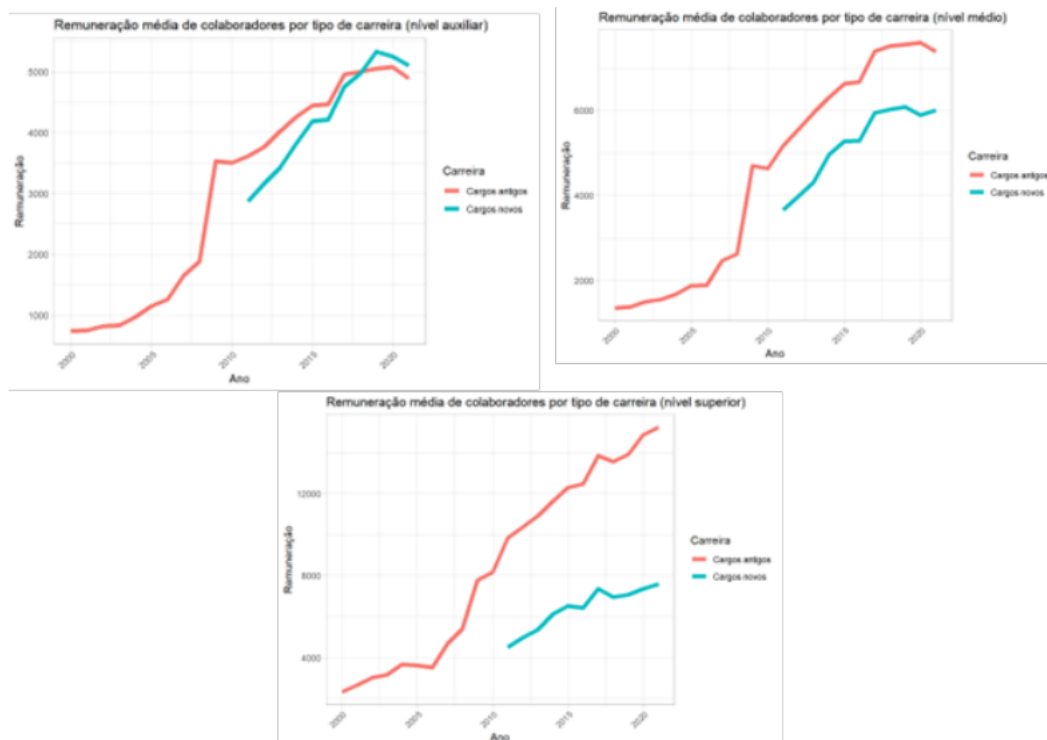 Remuneração média de colaboradores por tipo de carreira (nível auxiliar)
5000
4000
3000
2000
1000
Remuneração
2000
2005
2010
2015
2020
Ano
Carreira
Cargos antigos
Cargos novos
Remuneração média de colaboradores por tipo de carreira (nível médio)
6000
4000
2000
Remuneração
2000
2005
2010
2015
2020
Ano
Carreira
Cargos antigos
Cargos novos
Remuneração média de colaboradores por tipo de carreira (nível superior)
12000
8000
4000
Remuneração
2000
2005
2010
2015
2020
Ano
Carreira
Cargos antigos
Cargos novos